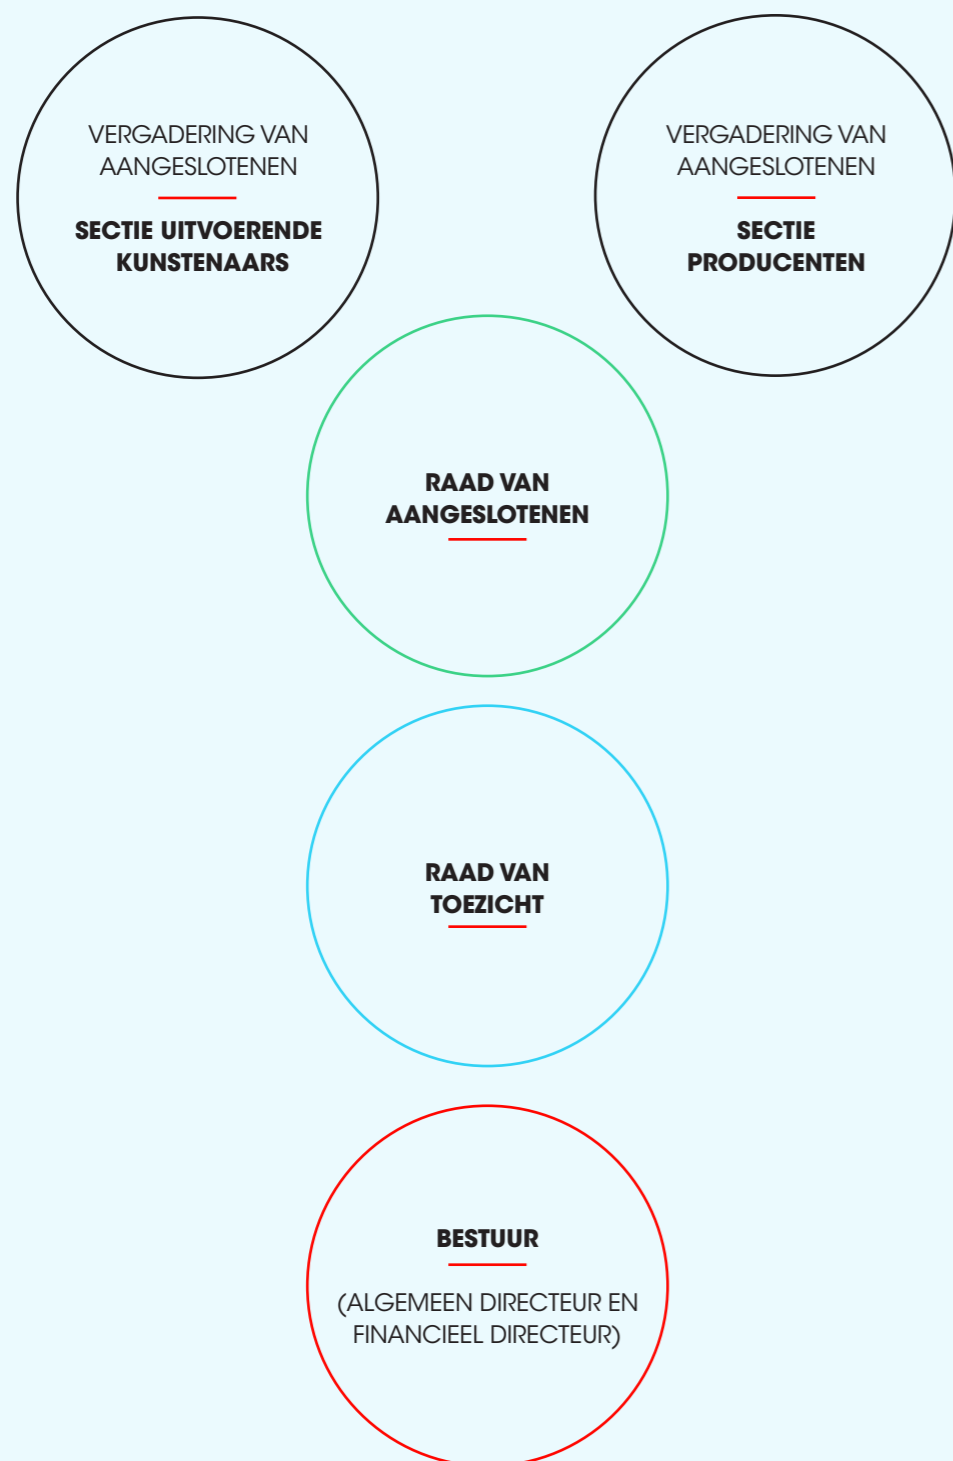 VERGADERING VAN
AANGESLOTENEN
SECTIE UITVOERENDE
KUNSTENAARS
VERGADERING VAN
AANGESLOTENEN
SECTIE
PRODUCENTEN
RAAD VAN
AANGESLOTENEN
RAAD VAN
TOEZICHT
BESTUUR
(ALGEMEEN DIRECTEUR EN
FINANCIEEL DIRECTEUR)